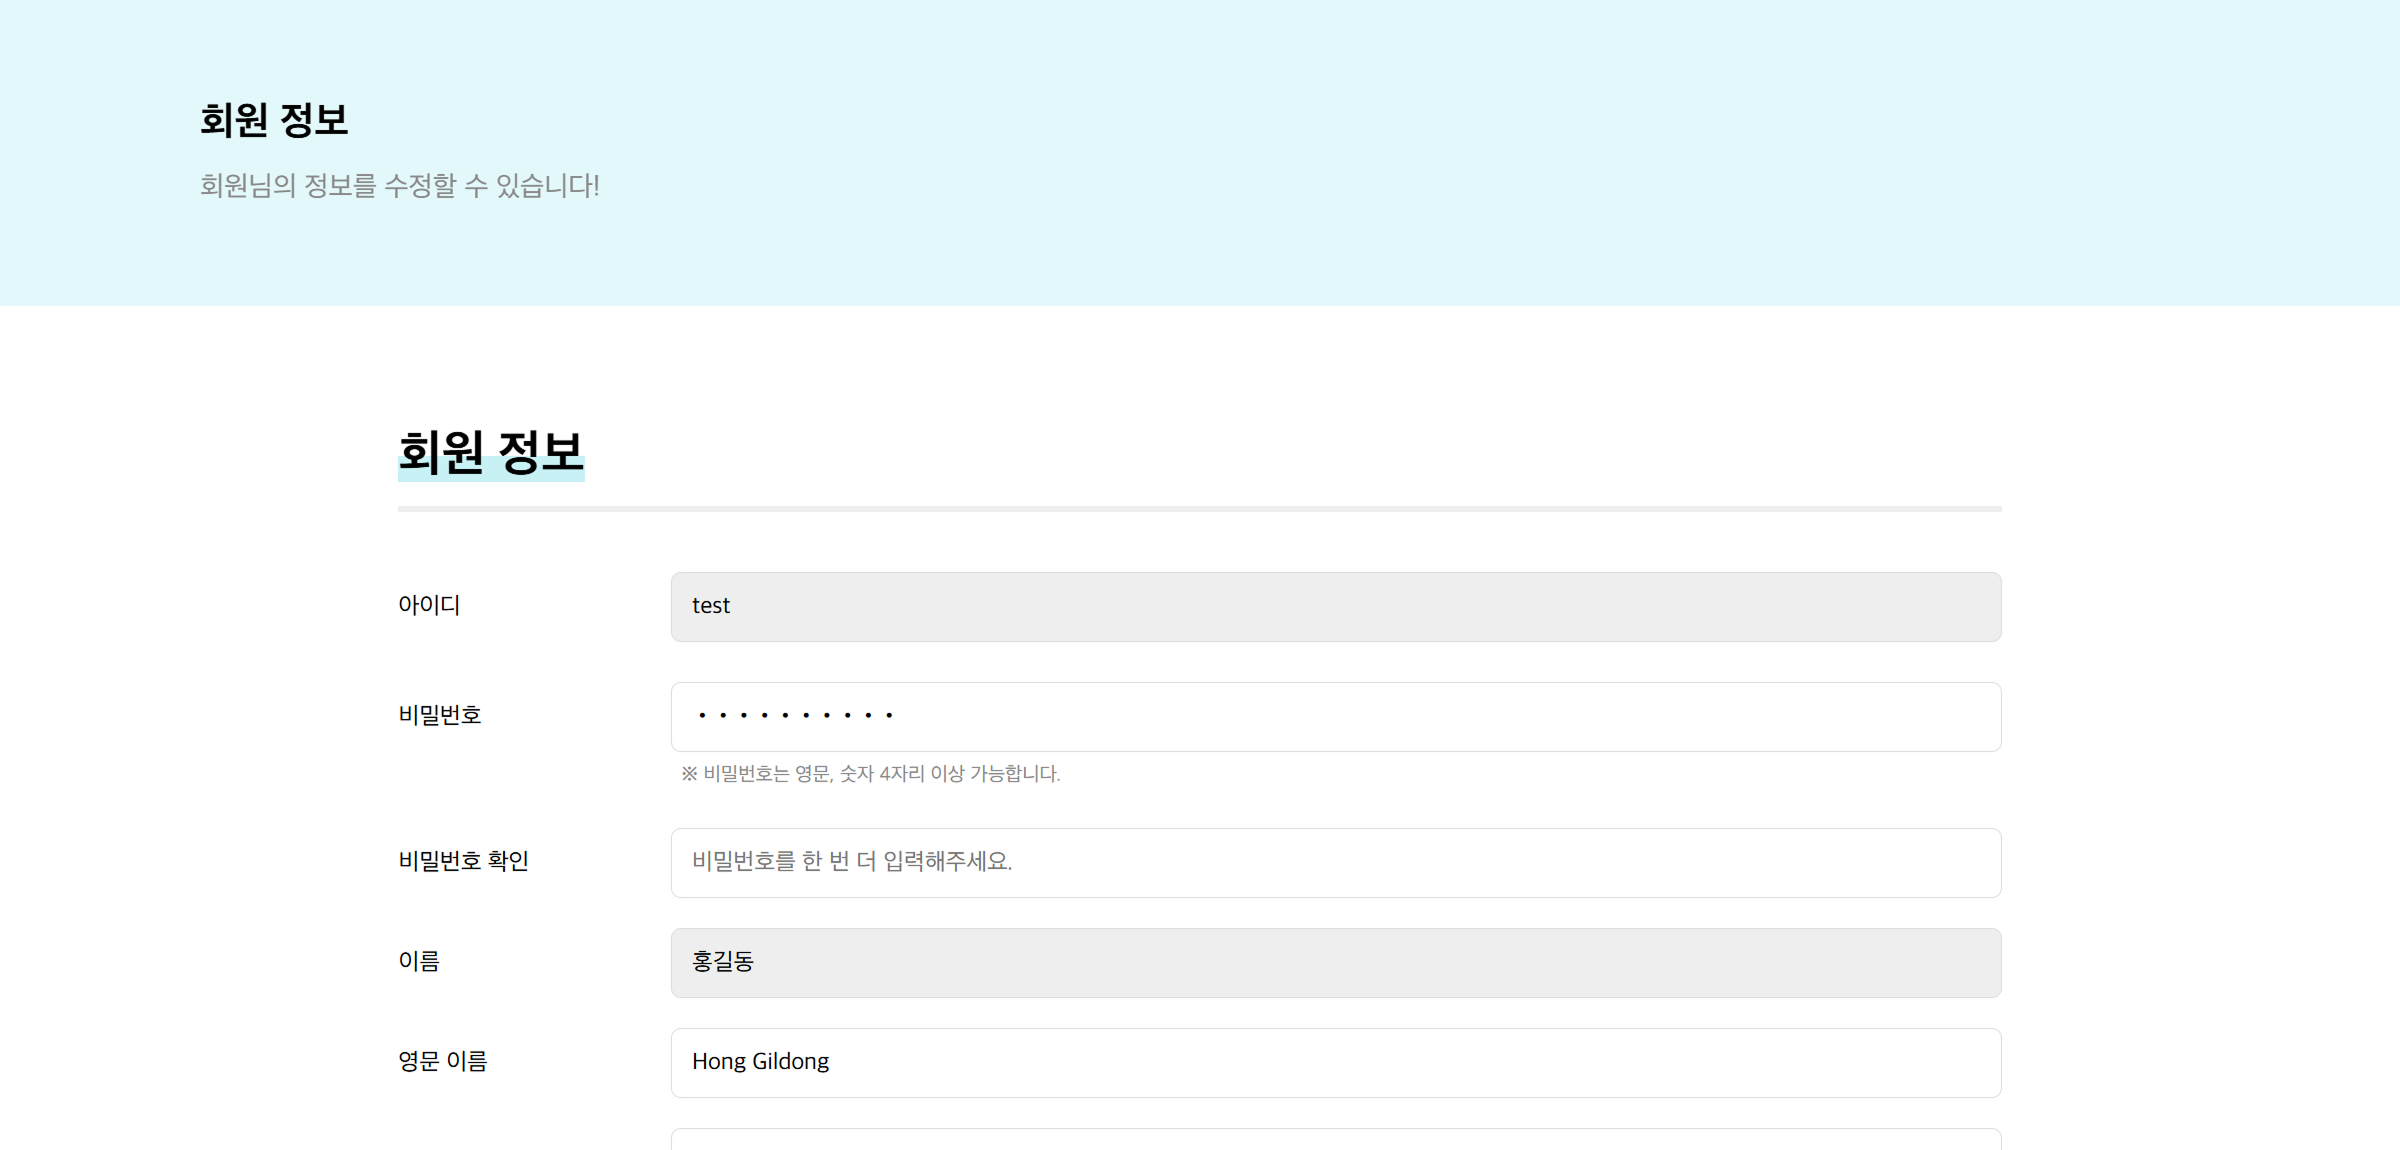 회원 정보
회원님의 정보를 수정할 수 있습니다!
회원 정보
아이디
test
비밀번호
••••••••••
※ 비밀번호는 영문, 숫자 4자리 이상 가능합니다.
비밀번호 확인
비밀번호를 한 번 더 입력해주세요.
이름
홍길동
영문 이름
Hong Gildong